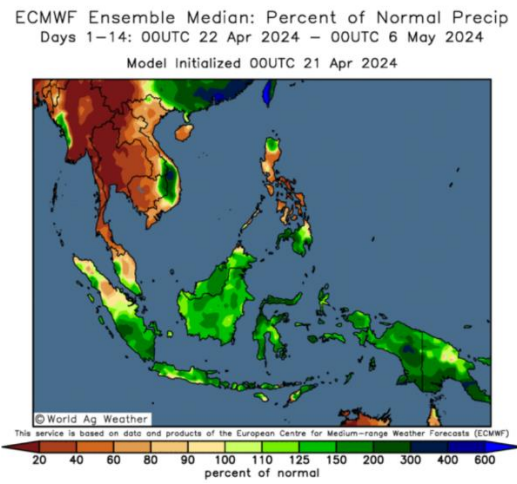 ECMWF Ensemble Median: Percent of Normal Precip
Days 1-14: 00UTC 22 Apr 2024 – 00UTC 6 May 2024
Model Initialized 00UTC 21 Apr 2024
©World Ag Weather
This service is based on data and products of the European Centre for Medium-range Weather Forecasts (ECMWF)
20 40 60 80 90 100 110 125 150 200 300 400 600
percent of normal